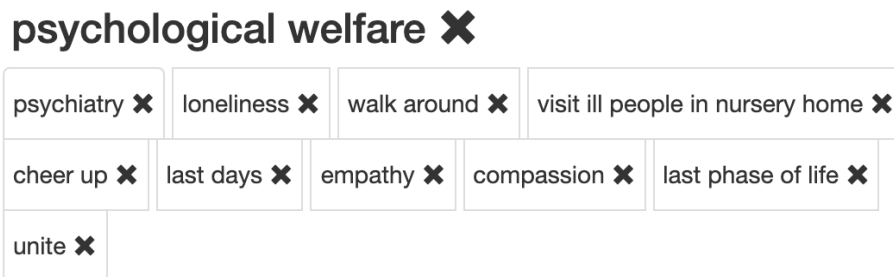 psychological welfare ✖
psychiatry ✖ loneliness ✖ walk around ✖ visit ill people in nursery home ✖
cheer up ✖ last days ✖ empathy ✖ compassion ✖ last phase of life ✖
unite ✖